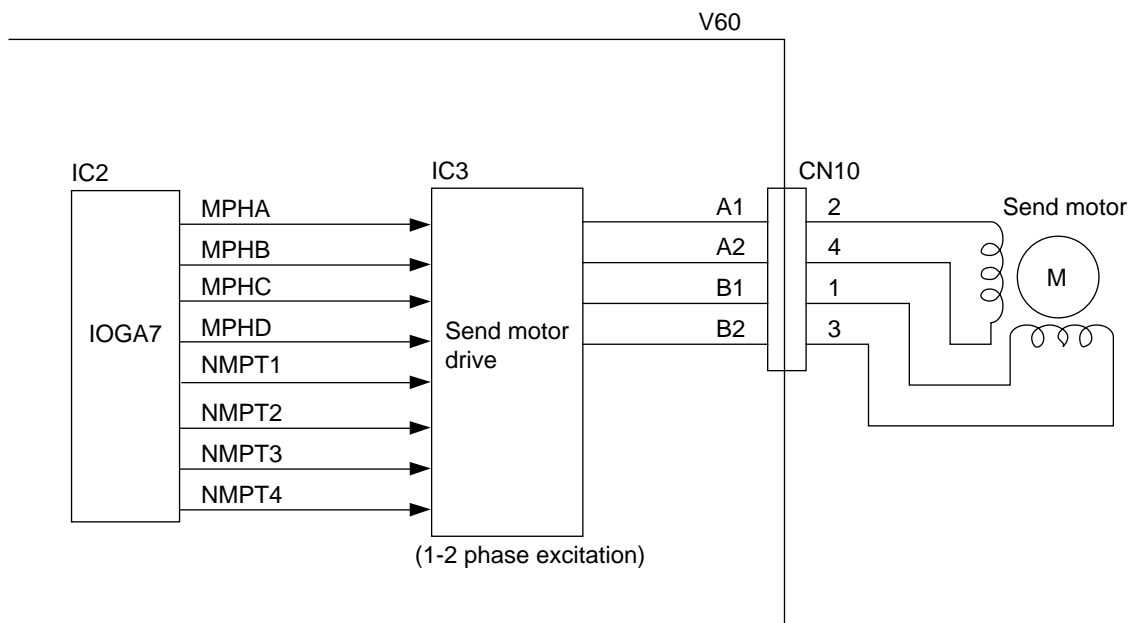 V60
IC2
IC3
CN10
MPHA
A1
2
Send motor
MPHB
A2
4
M
MPHC
B1
1
IOGA7
MPHD
Send motor
drive
B2
3
NMPT1
NMPT2
NMPT3
NMPT4
(1-2 phase excitation)